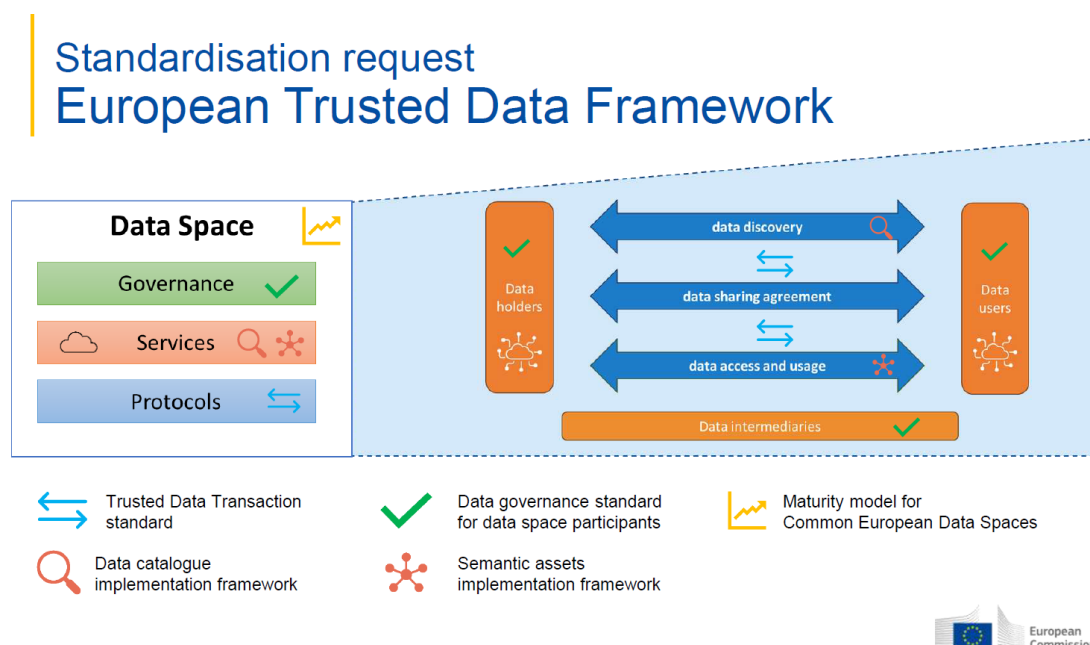 Standardisation request
European Trusted Data Framework
Data Space
Governance
Services
Protocols
Data
holders
data discovery
data sharing agreement
data access and usage
Data
users
Data intermediaries
Trusted Data Transaction
standard
Data governance standard
for data space participants
Maturity model for
Common European Data Spaces
Data catalogue
implementation framework
Semantic assets
implementation framework
European